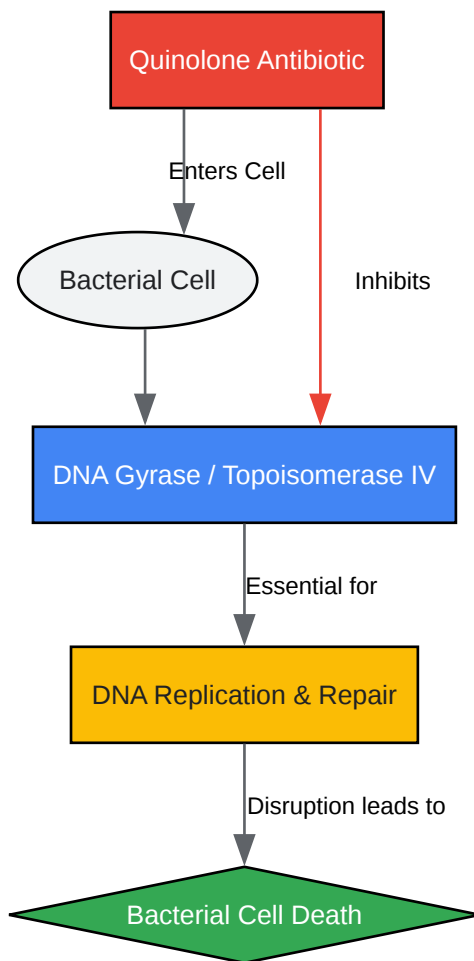 Quinolone Antibiotic
Enters Cell
Bacterial Cell
Inhibits
DNA Gyrase / Topoisomerase IV
Essential for
DNA Replication & Repair
Disruption leads to
Bacterial Cell Death